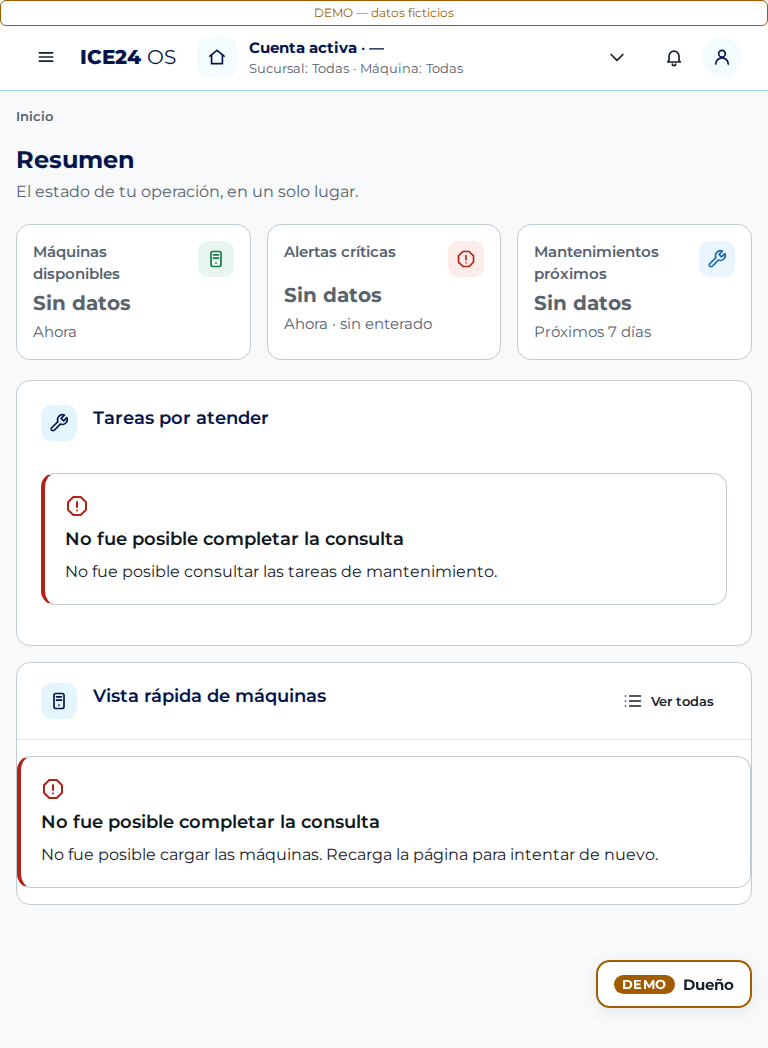 DEMO — datos ficticios
ICE24 OS
Cuenta activa · —
Sucursal: Todas · Máquina: Todas
Inicio
Resumen
El estado de tu operación, en un solo lugar.
Máquinas
disponibles
Sin datos
Ahora
Alertas críticas
Sin datos
Ahora · sin enterado
Mantenimientos
próximos
Sin datos
Próximos 7 días
Tareas por atender
No fue posible completar la consulta
No fue posible consultar las tareas de mantenimiento.
Vista rápida de máquinas
Ver todas
No fue posible completar la consulta
No fue posible cargar las máquinas. Recarga la página para intentar de nuevo.
DEMO Dueño